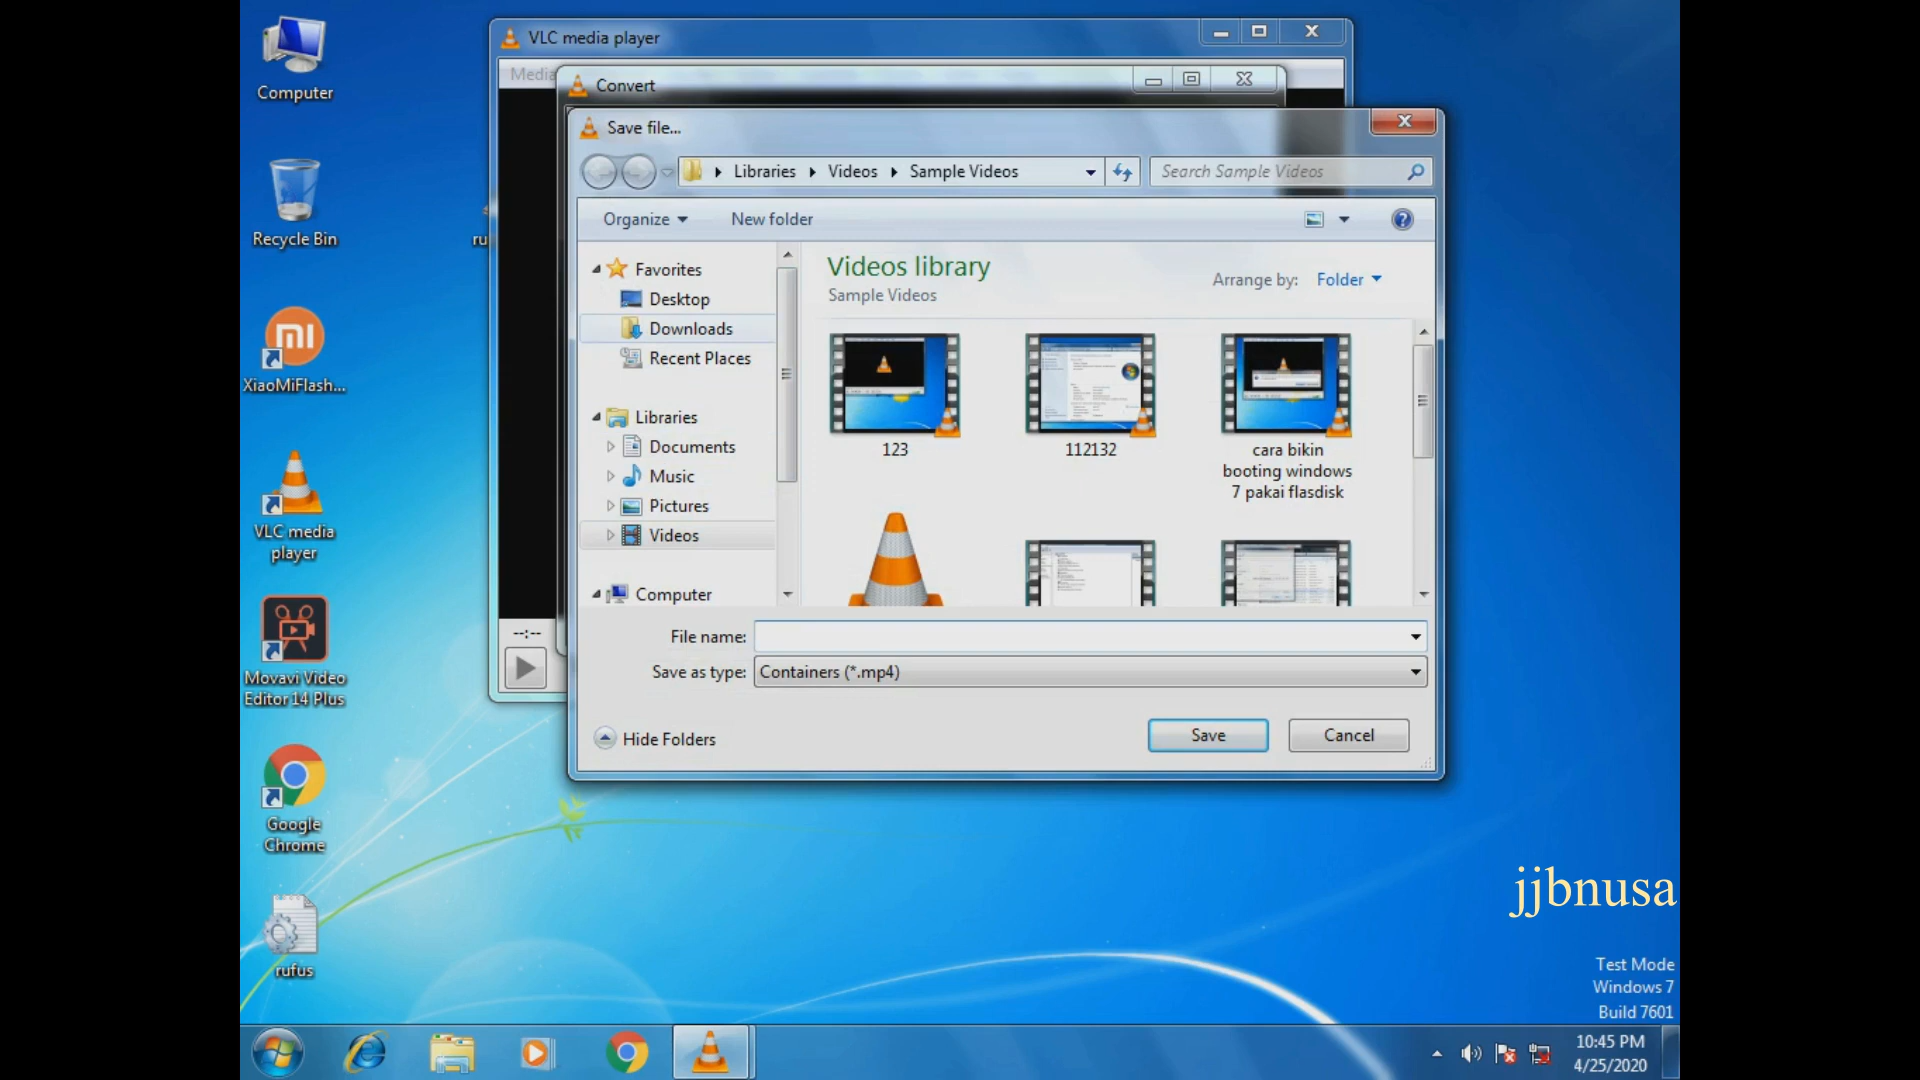 Computer
Recycle Bin
XiaoMiFlash...
VLC media
player
Movavi Video
Editor 14 Plus
Google
Chrome
rufus
ru
VLC media player
Media
Convert
Save file...
Libraries
Videos
Sample Videos
Search Sample Videos
Organize
New folder
Favorites
Desktop
Downloads
Recent Places
Libraries
Documents
Music
Pictures
Videos
Computer
Videos library
Sample Videos
Arrange by: Folder
123
112132
cara bikin
booting windows
7 pakai flasdisk
File name:
Save as type: Containers (*.mp4)
Hide Folders
Save
Cancel
--:--
jjbnusa
Test Mode
Windows 7
Build 7601
10:45 PM
4/25/2020